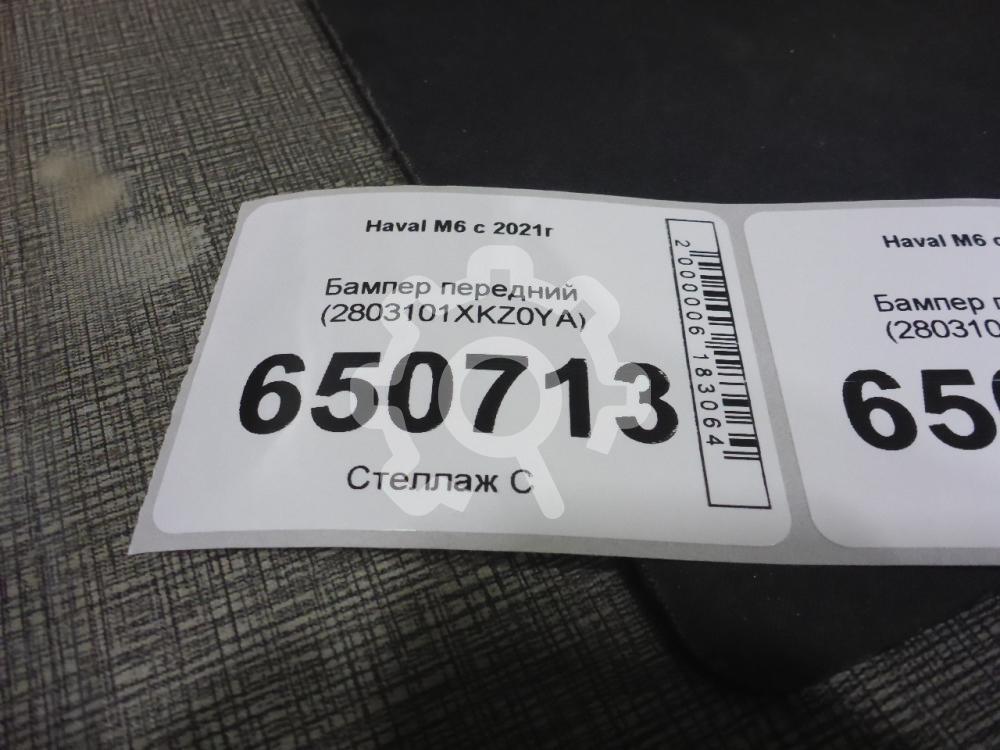 Haval M6 с 2021г
Бампер передний
(2803101XKZ0YA)
650713
Стеллаж С
2000006183064
Haval M6 с
Бампер
(280310
65